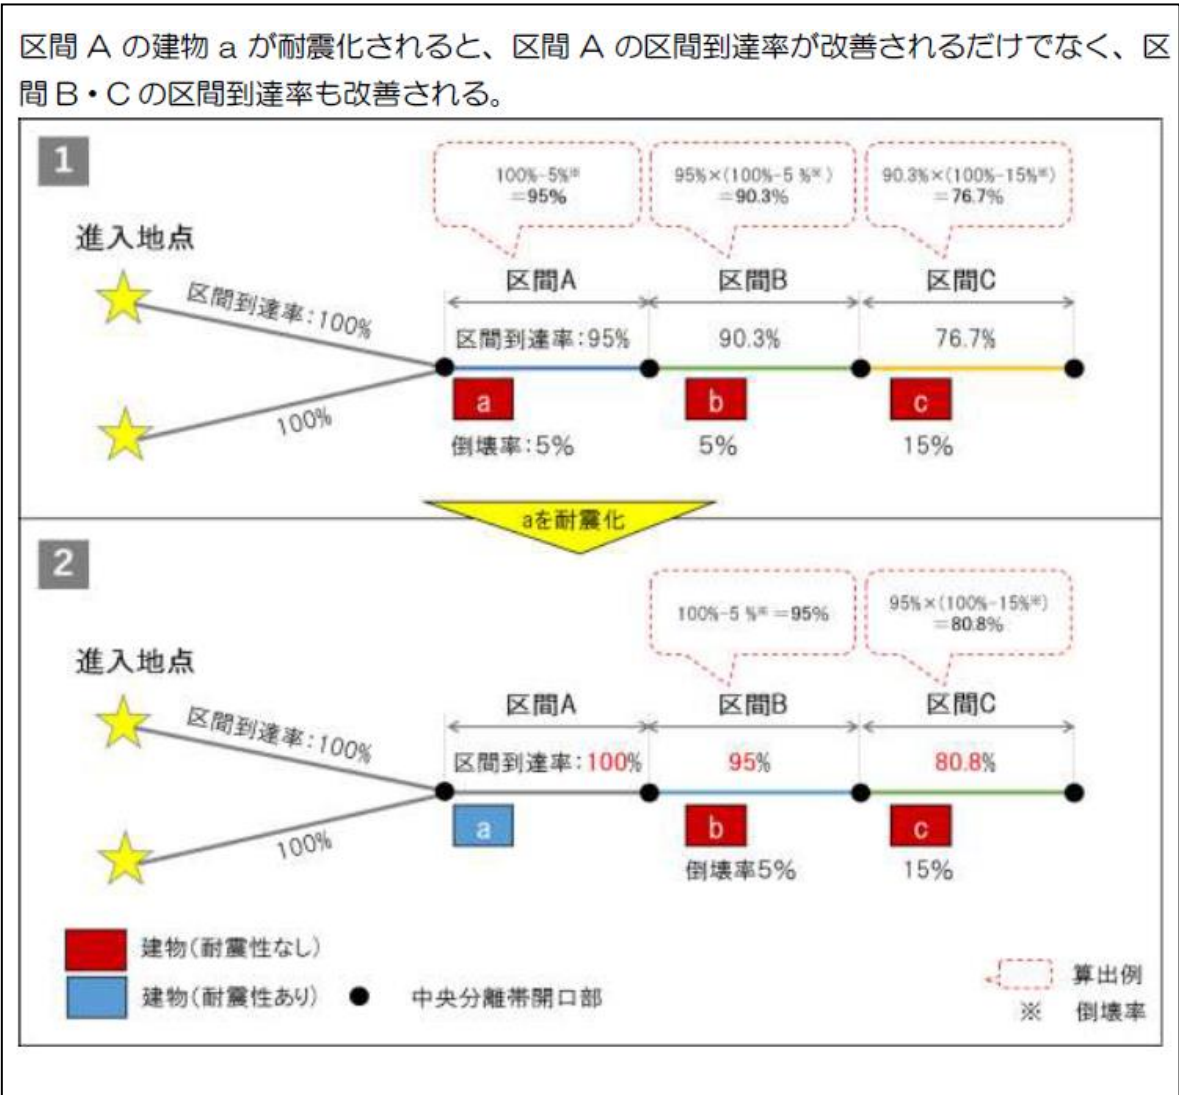 区間 A の建物 a が耐震化されると、区間 A の区間到達率が改善されるだけでなく、区
間 B・C の区間到達率も改善される。
1
100%-5%※
=95%
95%×(100%-5 %※ )
=90.3%
90.3%×(100%-15%※)
=76.7%
進入地点
区間A
区間B
区間C
区間到達率:100%
区間到達率:95%
90.3%
76.7%
100%
a
b
c
倒壊率:5%
5%
15%
aを耐震化
2
100%-5 %※ =95%
95%×(100%-15%※)
=80.8%
進入地点
区間A
区間B
区間C
区間到達率:100%
区間到達率:100%
95%
80.8%
100%
a
b
c
倒壊率5%
15%
建物(耐震性なし)
建物(耐震性あり)
中央分離帯開口部
算出例
※ 倒壊率